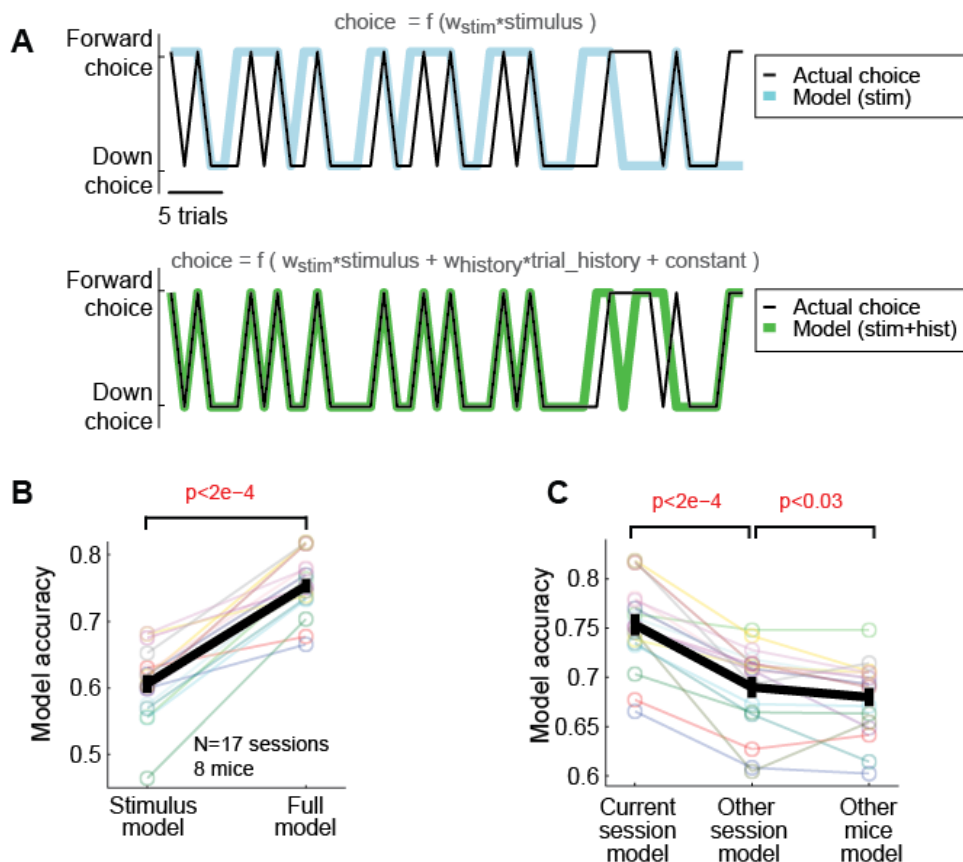 A
choice = f (wstim*stimulus )
Forward
choice
Down
choice
5 trials
Actual choice
Model (stim)
choice = f ( wstim*stimulus + whistory*trial_history + constant )
Forward
choice
Down
choice
Actual choice
Model (stim+hist)
B
p<2e−4
Model accuracy
0.8
0.7
0.6
0.5
N=17 sessions
8 mice
Stimulus
model
Full
model
C
p<2e−4
p<0.03
Model accuracy
0.8
0.75
0.7
0.65
0.6
Current
session
model
Other
session
model
Other
mice
model